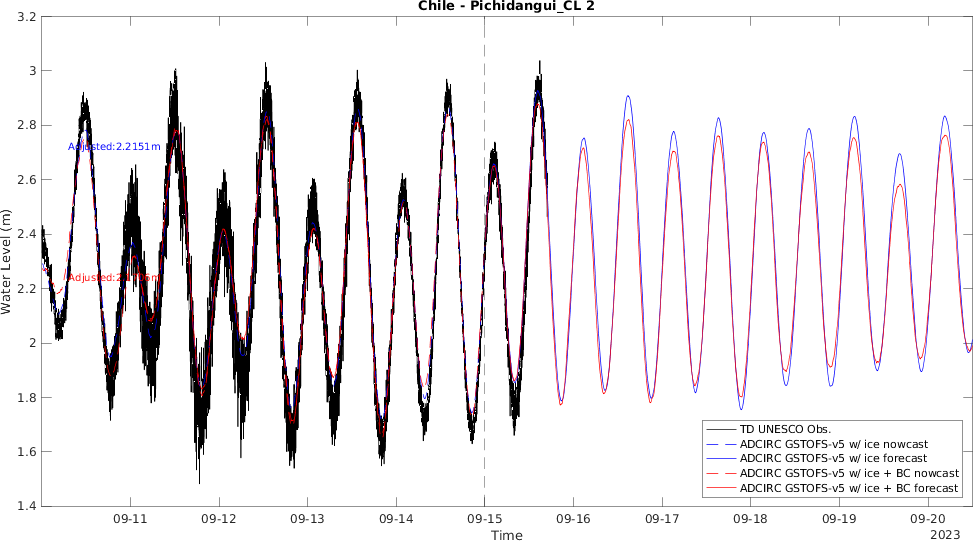 Chile - Pichidangui_CL 2
3.2
3
2.8
2.6
2.4
2.2
2
1.8
1.6
1.4
Water Level (m)
Adjusted:2.2151m
09-11
09-12
09-13
09-14
09-15
09-16
09-17
09-18
09-19
09-20
2023
Time
TD UNESCO Obs.
ADCIRC GSTOFS-v5 w/ ice nowcast
ADCIRC GSTOFS-v5 w/ ice forecast
ADCIRC GSTOFS-v5 w/ ice + BC nowcast
ADCIRC GSTOFS-v5 w/ ice + BC forecast